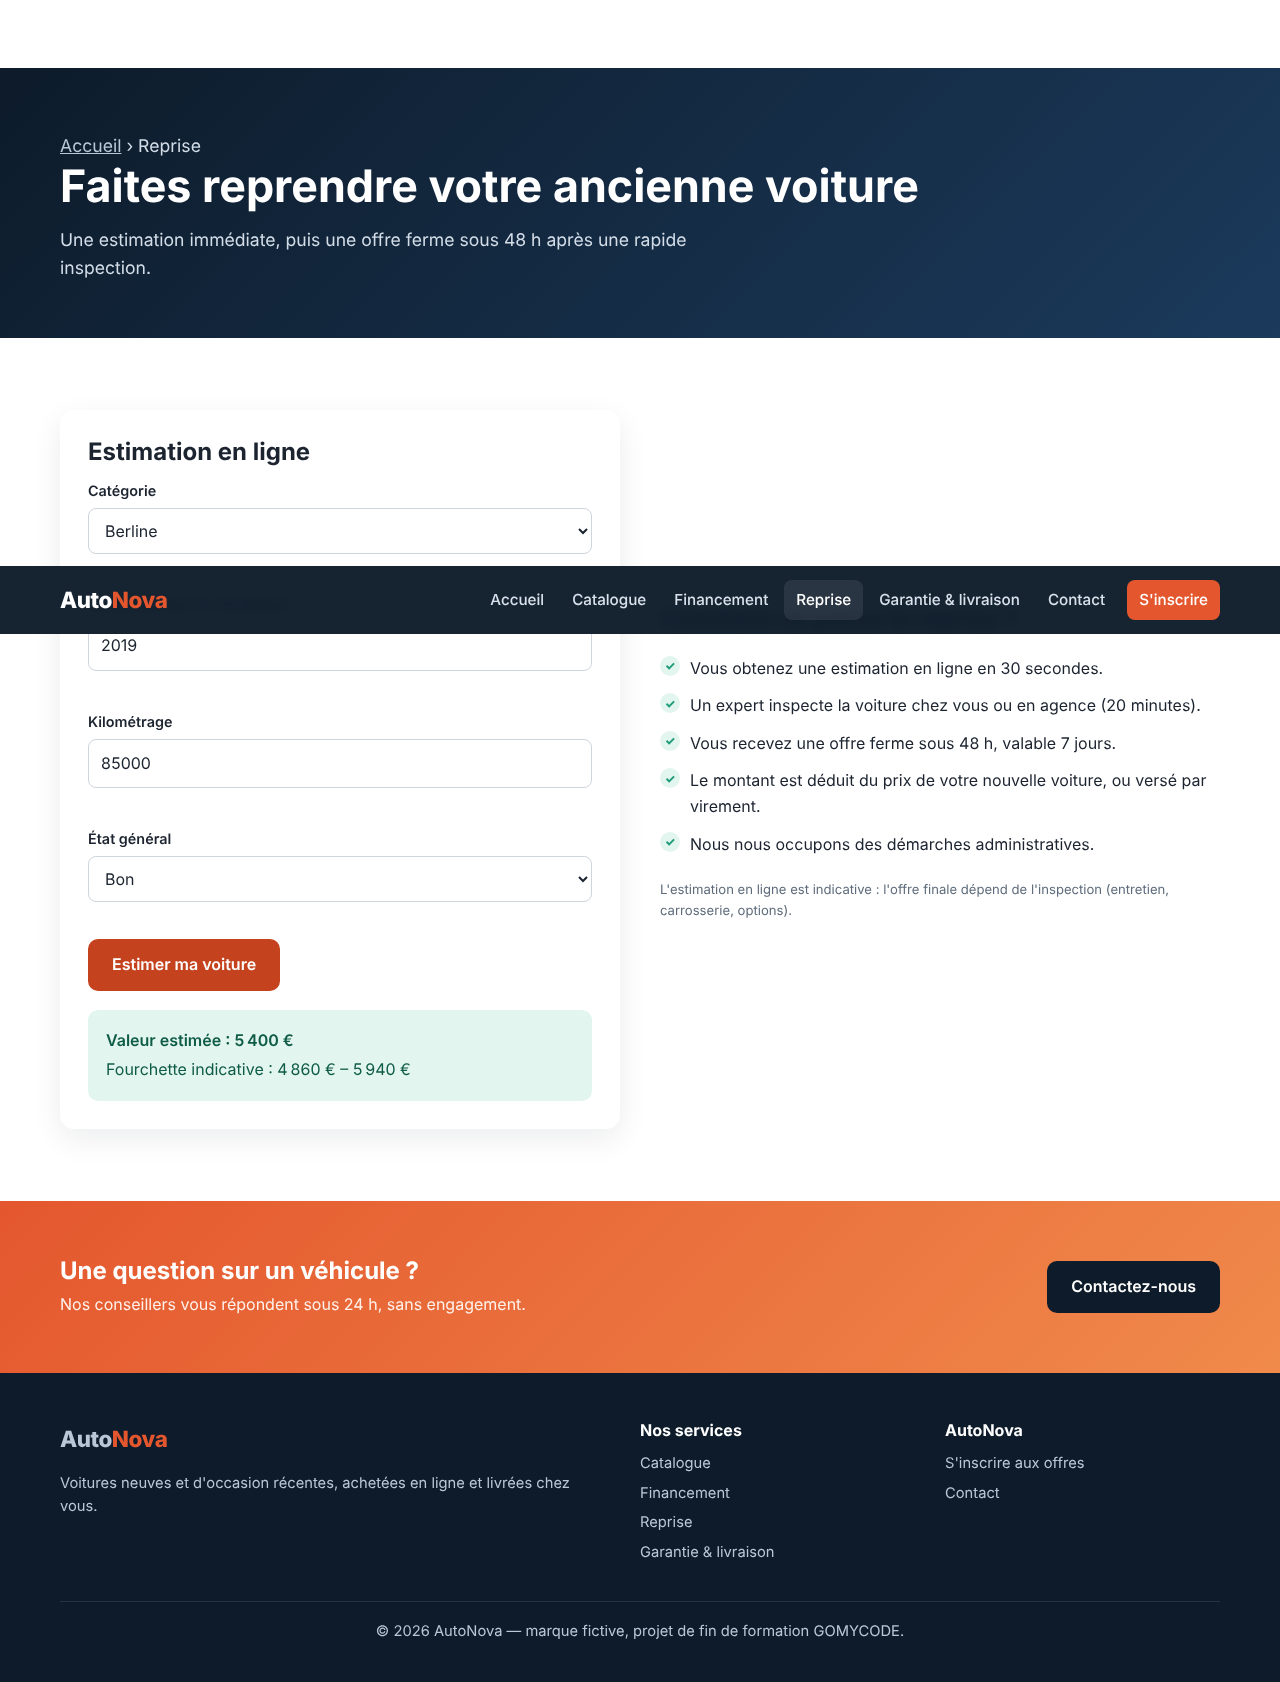 Accueil › Reprise
Faites reprendre votre ancienne voiture
Une estimation immédiate, puis une offre ferme sous 48 h après une rapide
inspection.
Estimation en ligne
Catégorie
Berline
AutoNova
Accueil
Catalogue
Financement
Reprise
Garantie & livraison
Contact
S'inscrire
2019
Kilométrage
85000
État général
Bon
Estimer ma voiture
Valeur estimée : 5 400 €
Fourchette indicative : 4 860 € – 5 940 €
Vous obtenez une estimation en ligne en 30 secondes.
Un expert inspecte la voiture chez vous ou en agence (20 minutes).
Vous recevez une offre ferme sous 48 h, valable 7 jours.
Le montant est déduit du prix de votre nouvelle voiture, ou versé par
virement.
Nous nous occupons des démarches administratives.
L'estimation en ligne est indicative : l'offre finale dépend de l'inspection (entretien,
carrosserie, options).
Une question sur un véhicule ?
Nos conseillers vous répondent sous 24 h, sans engagement.
Contactez-nous
AutoNova
Voitures neuves et d'occasion récentes, achetées en ligne et livrées chez
vous.
Nos services
Catalogue
Financement
Reprise
Garantie & livraison
AutoNova
S'inscrire aux offres
Contact
© 2026 AutoNova — marque fictive, projet de fin de formation GOMYCODE.